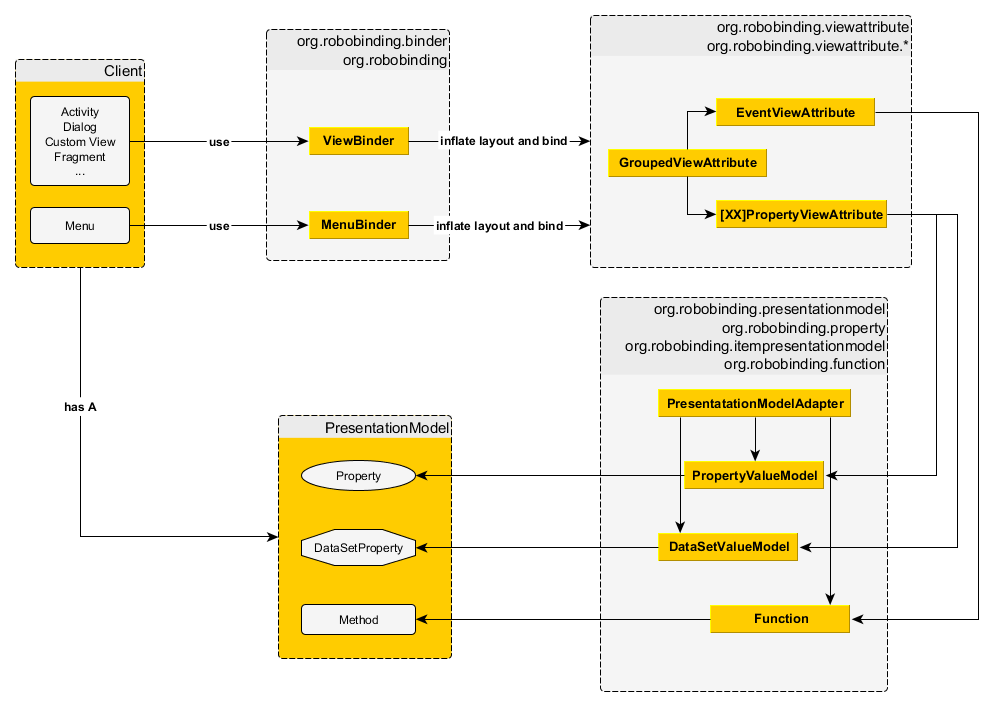 Client
Activity
Dialog
Custom View
Fragment
...
Menu
use
use
org.robobinding.binder
org.robobinding
ViewBinder
MenuBinder
inflate layout and bind
inflate layout and bind
org.robobinding.viewattribute
org.robobinding.viewattribute.*
EventViewAttribute
GroupedViewAttribute
[XX]PropertyViewAttribute
has A
PresentationModel
Property
DataSetProperty
Method
org.robobinding.presentationmodel
org.robobinding.property
org.robobinding.itempresentationmodel
org.robobinding.function
PresentatationModelAdapter
PropertyValueModel
DataSetValueModel
Function